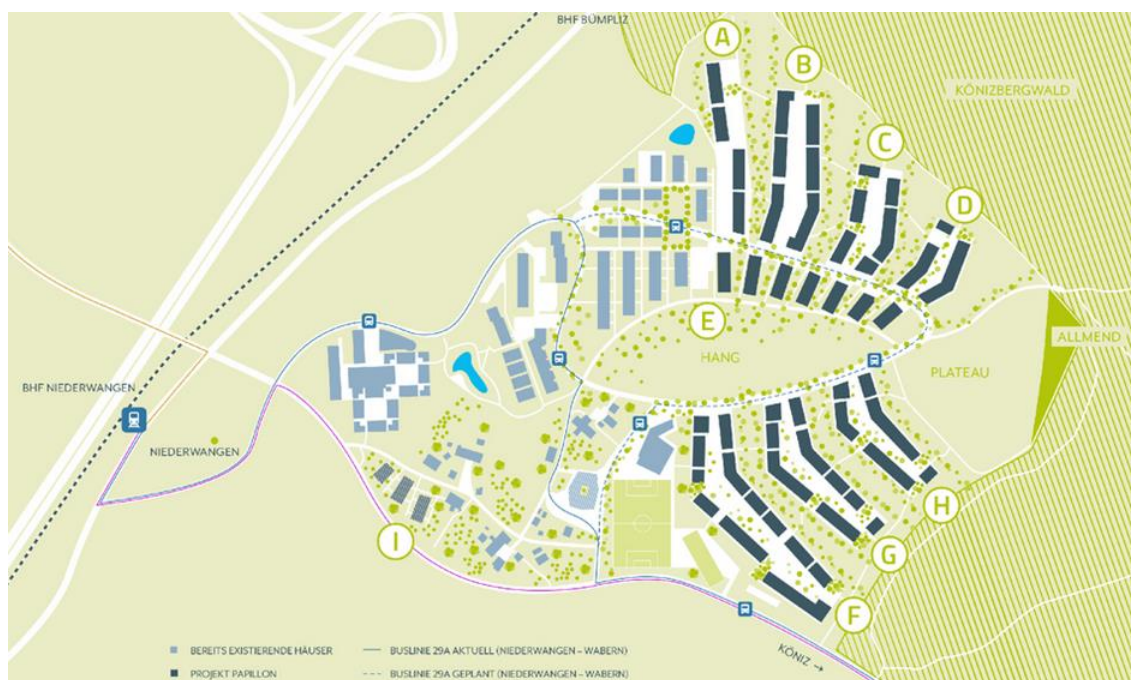 BHF BÜMPLIZ
A
B
KÖNIZBERGWALD
C
D
E
HANG
ALLMEND
PLATEAU
BHF NIEDERWANGEN
NIEDERWANGEN
H
I
G
F
KÖNIZ →
BEREITS EXISTIERENDE HÄUSER
BUSLINIE 29A AKTUELL (NIEDERWANGEN – WABERN)
PROJEKT PAPILLON
BUSLINIE 29A GEPLANT (NIEDERWANGEN – WABERN)